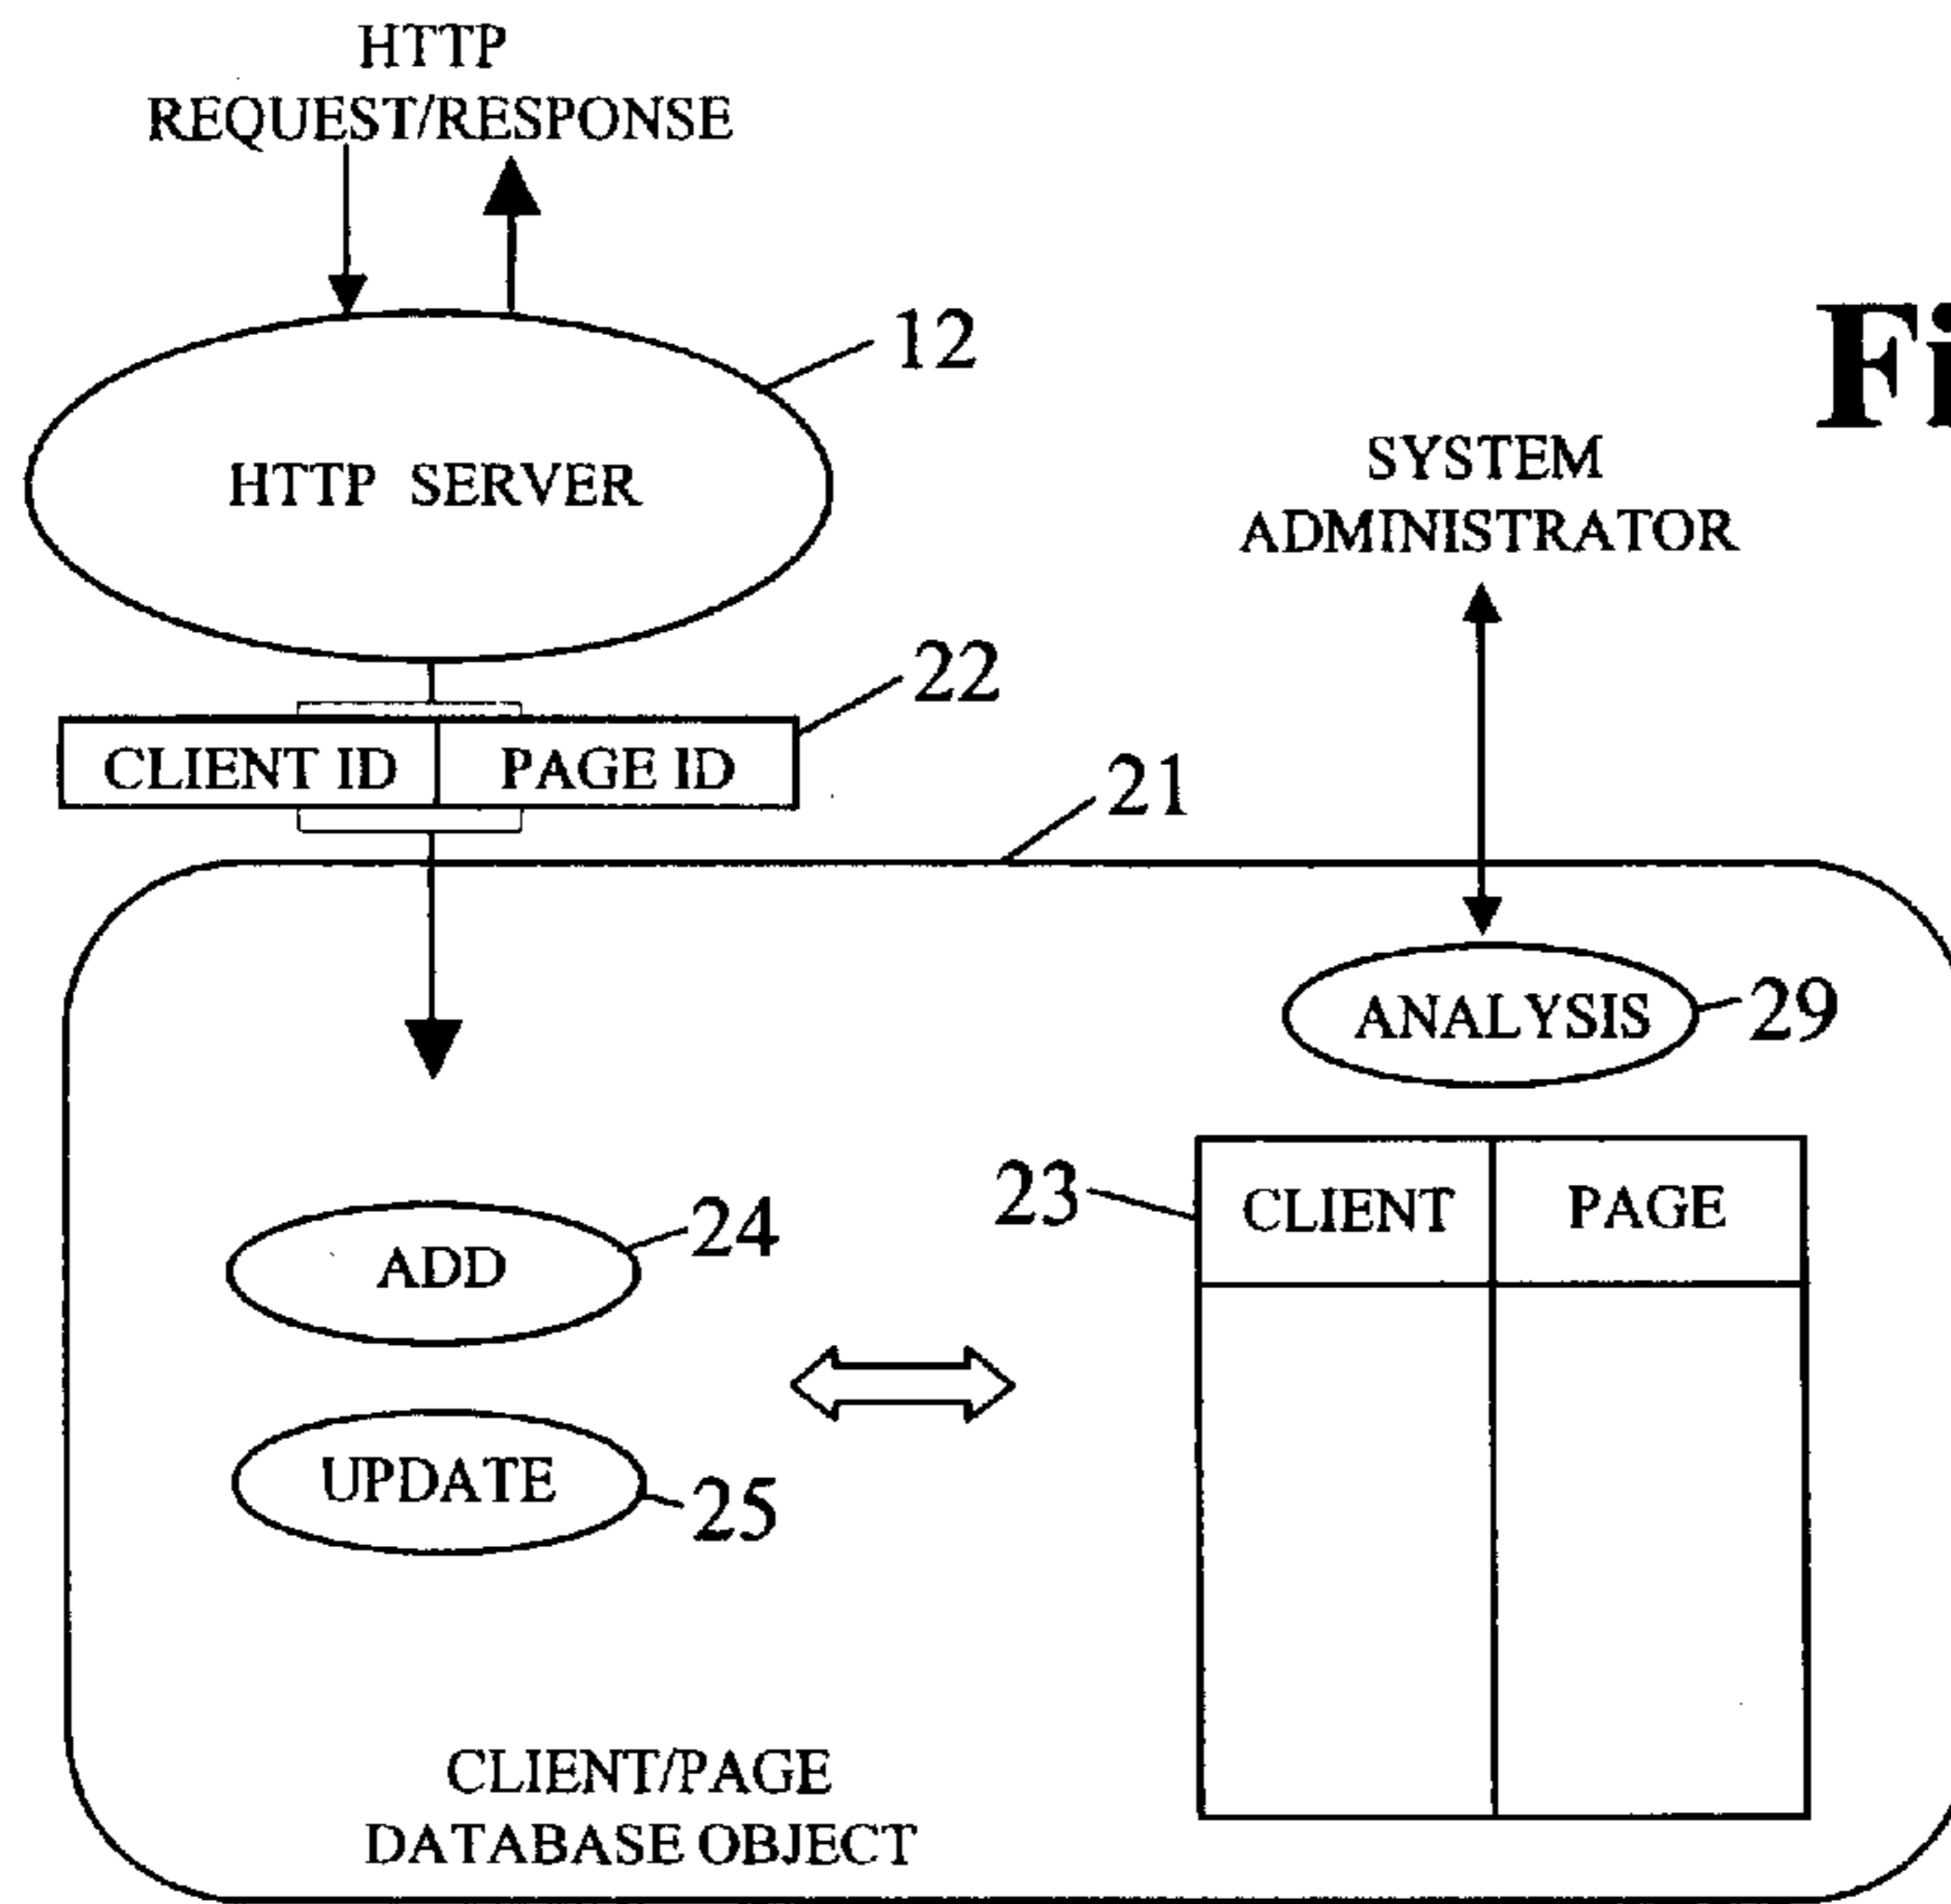 HTTP
REQUEST/RESPONSE
12
Fi
HTTP SERVER
SYSTEM
ADMINISTRATOR
22
CLIENT ID PAGE ID
21
ANALYSIS 29
23 CLIENT PAGE
ADD 24
UPDATE 25
CLIENT/PAGE
DATABASE OBJECT